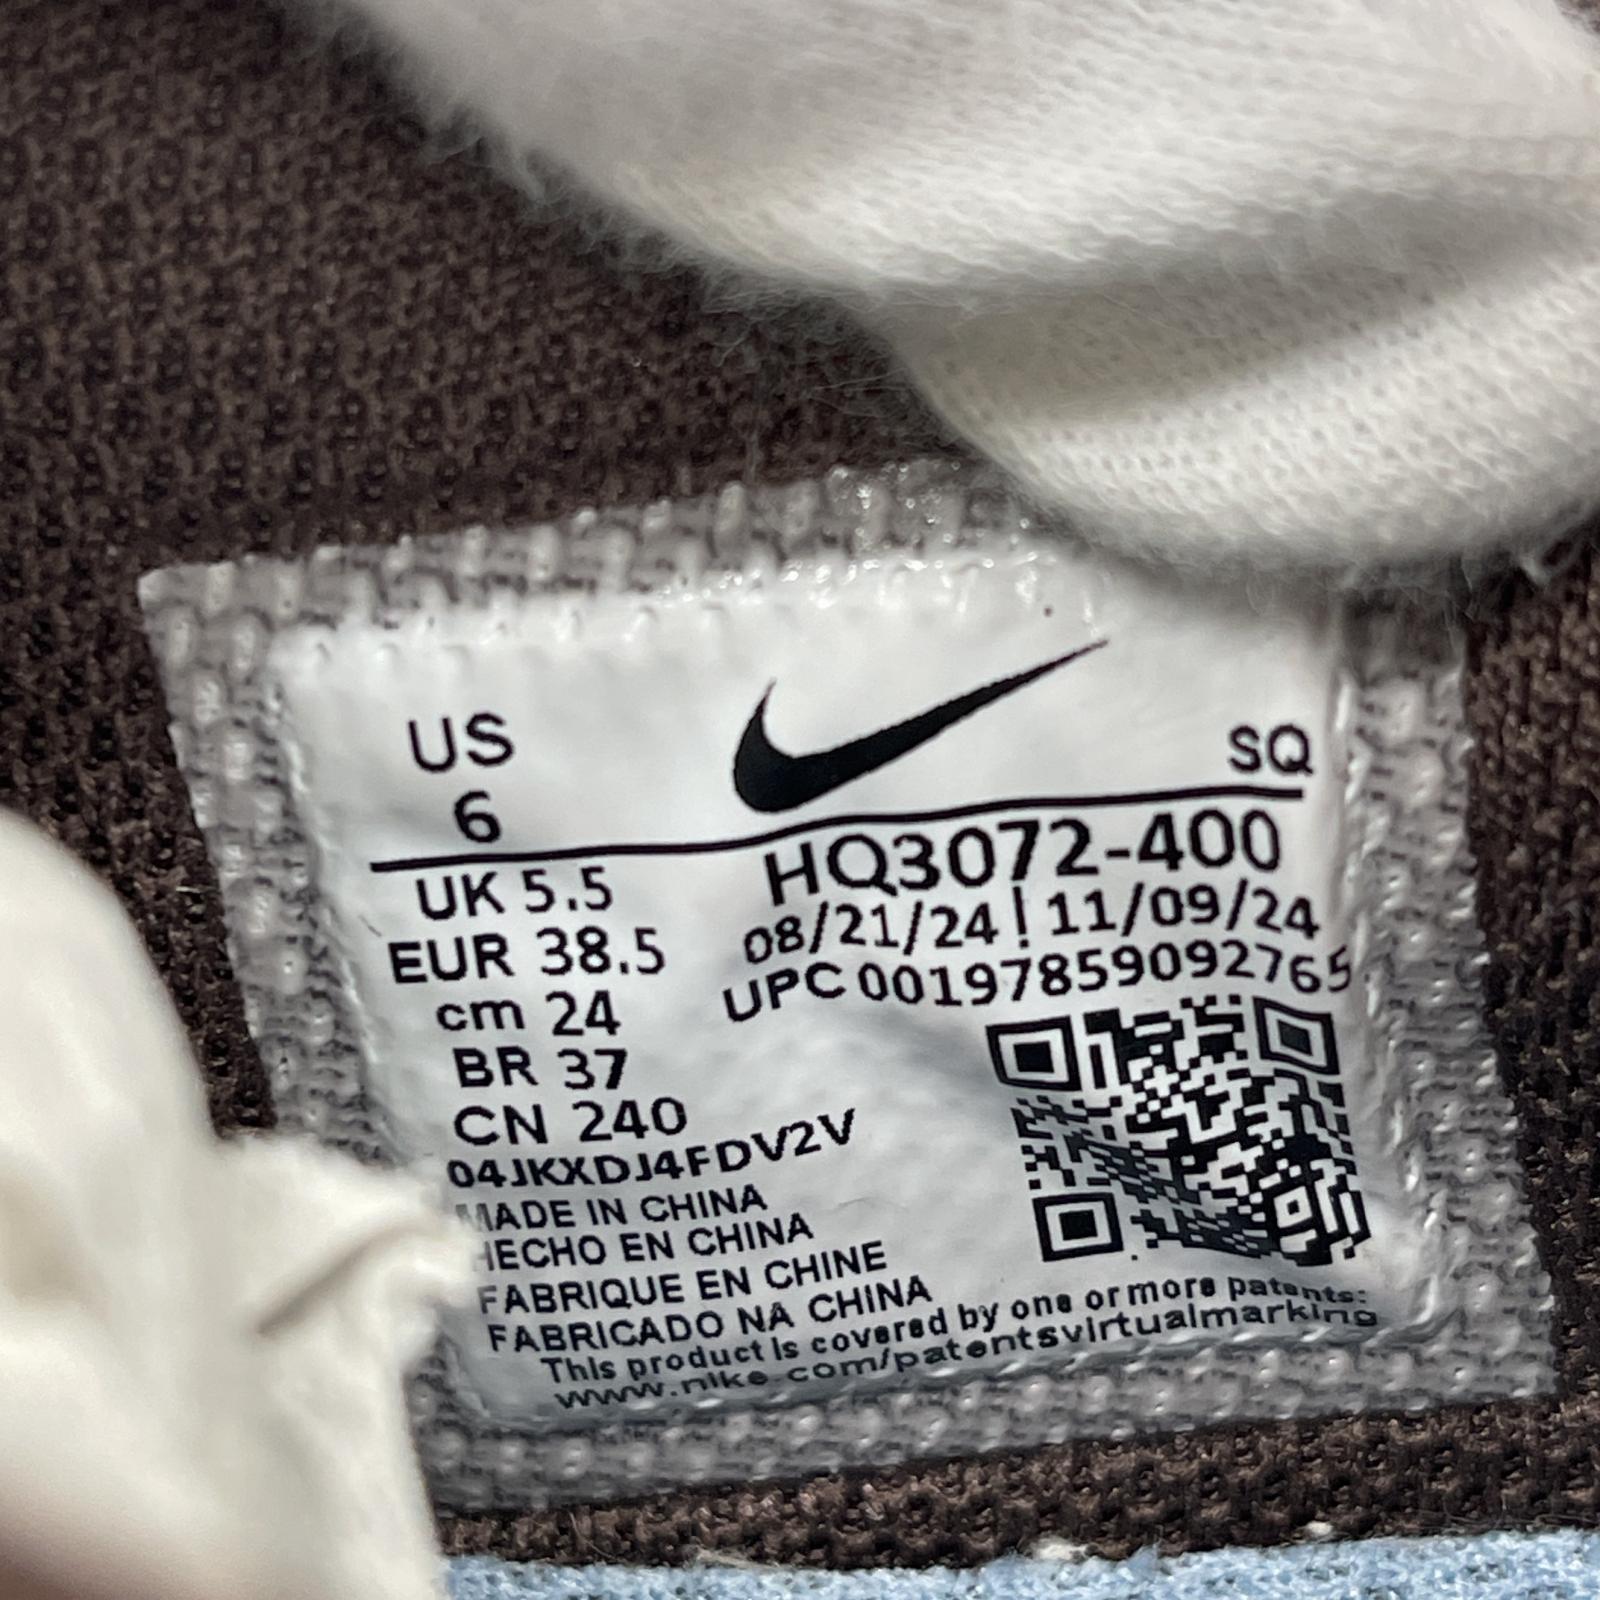 US
6
SQ
UK 5.5
EUR 38.5
cm 24
BR 37
CN 240
HQ3072-400
08/21/24 | 11/09/24
UPC 00197859092765
04JKXDJ4FDV2V
MADE IN CHINA
HECHO EN CHINA
FABRIQUE EN CHINE
FABRICADO NA CHINA
This product is covered by one or more patents:
www.nike.com/patentsvirtualmarking